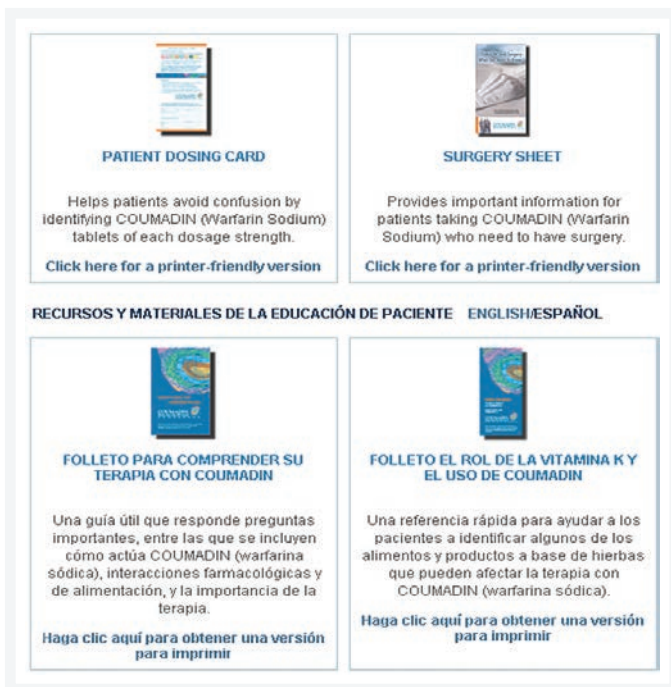 PATIENT DOSING CARD
Helps patients avoid confusion by
identifying COUMADIN (Warfarin Sodium)
tablets of each dosage strength.
Click here for a printer-friendly version
SURGERY SHEET
Provides important information for
patients taking COUMADIN (Warfarin
Sodium) who need to have surgery.
Click here for a printer-friendly version
RECURSOS Y MATERIALES DE LA EDUCACIÓN DE PACIENTE ENGLISH/ESPAÑOL
FOLLETO PARA COMPRENDER SU
TERAPIA CON COUMADIN
Una guía útil que responde preguntas
importantes, entre las que se incluyen
cómo actúa COUMADIN (warfarina
sódica), interacciones farmacológicas y
de alimentación, y la importancia de la
terapia.
Haga clic aquí para obtener una versión
para imprimir
FOLLETO EL ROL DE LA VITAMINA K Y
EL USO DE COUMADIN
Una referencia rápida para ayudar a los
pacientes a identificar algunos de los
alimentos y productos a base de hierbas
que pueden afectar la terapia con
COUMADIN (warfarina sódica).
Haga clic aquí para obtener una versión
para imprimir